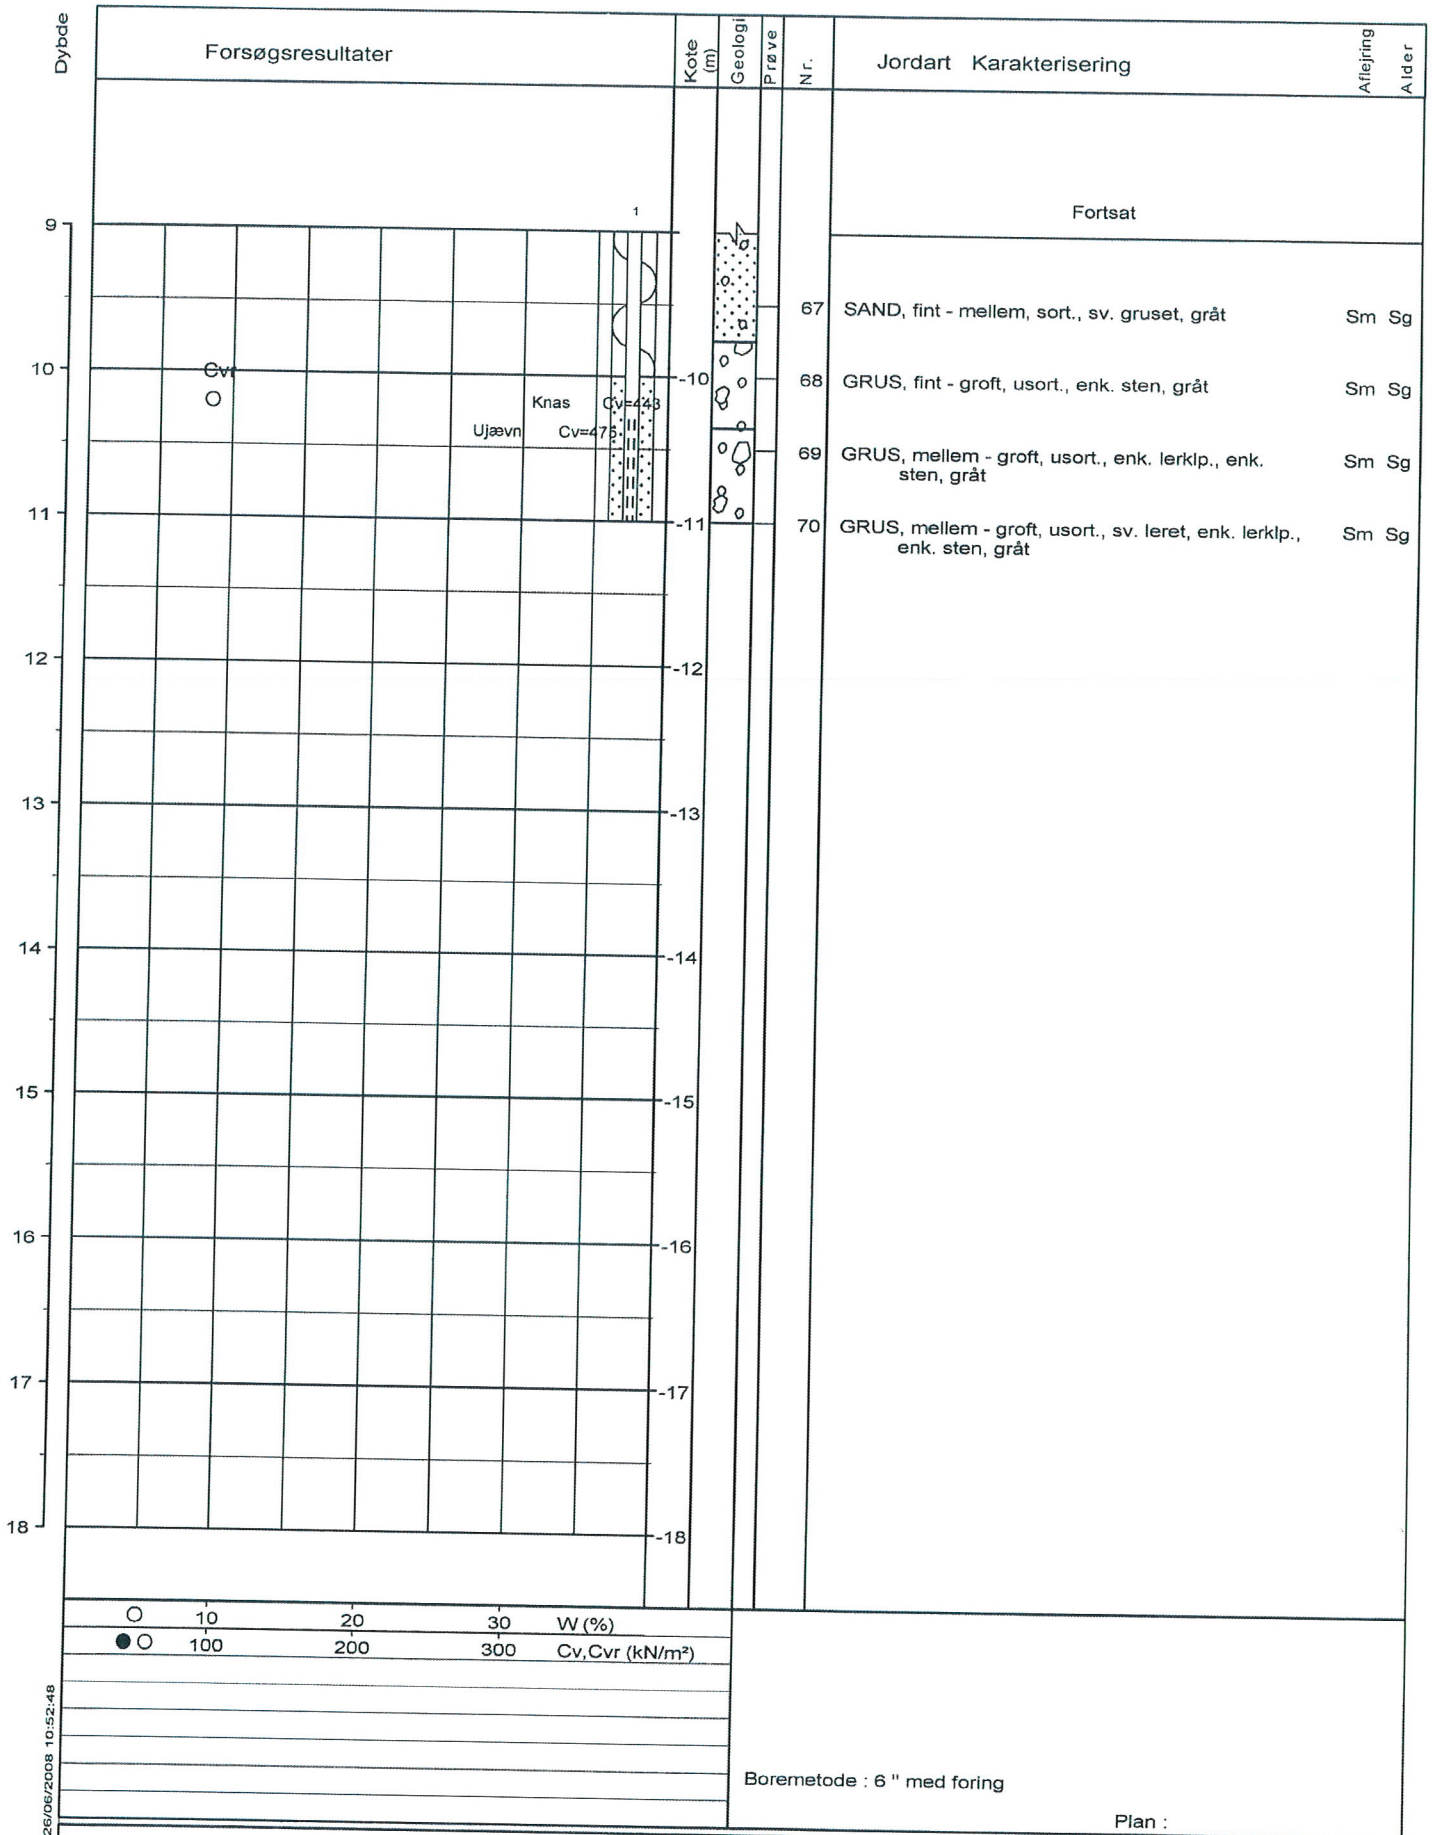 Dybde
Forsøgsresultater
Kote
(m)
Geologi
Prøve
Nr.
Jordart Karakterisering
Aflejring
Alder
Fortsat
1
9
67 SAND, fint - mellem, sort., sv. gruset, gråt Sm Sg
10
Cvr
-10
68 GRUS, fint - groft, usort., enk. sten, gråt Sm Sg
Knas Cv=443
Ujævn Cv=475
69 GRUS, mellem - groft, usort., enk. lerklp., enk. Sm Sg
sten, gråt
11
-11
70 GRUS, mellem - groft, usort., sv. leret, enk. lerklp., Sm Sg
enk. sten, gråt
12
-12
13
-13
14
-14
15
-15
16
-16
17
-17
18
-18
10 20 30 W (%)
100 200 300 Cv,Cvr (kN/m²)
26/06/2008 10:52:48
Boremetode : 6 " med foring
Plan :